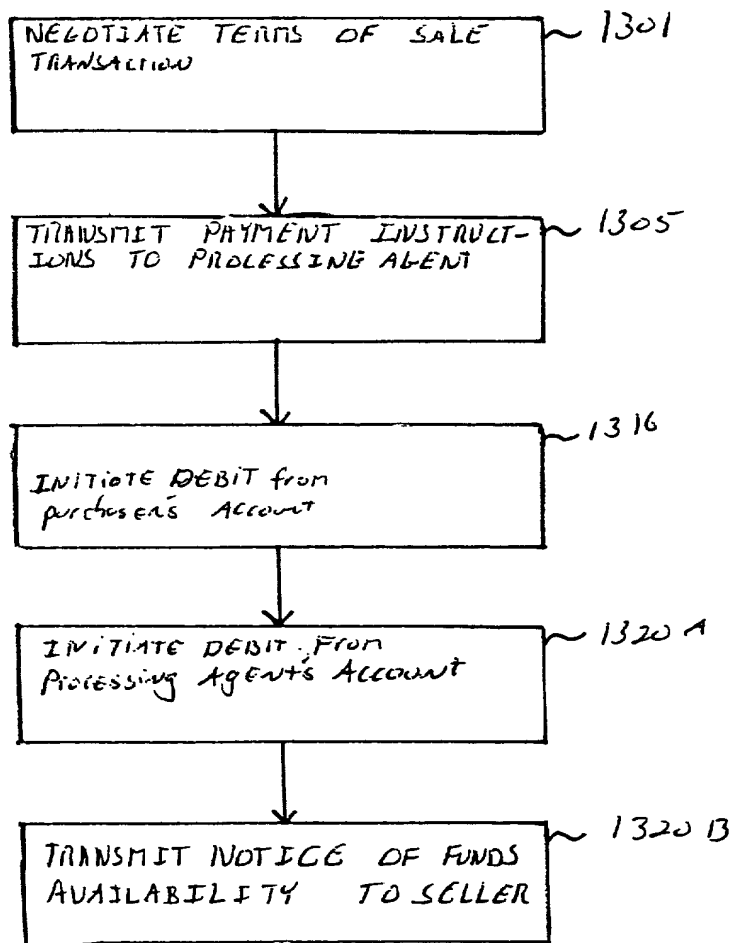 NEGOTIATE TERMS OF SALE
TRANSACTION
1301
TRANSMIT PAYMENT INSTRUCT-
IONS TO PROCESSING AGENT
1305
INITIATE DEBIT from
purchaser's ACCOUNT
1316
INITIATE DEBIT From
Processing Agent's Account
1320 A
TRANSMIT NOTICE OF FUNDS
AVAILABILITY TO SELLER
1320 B